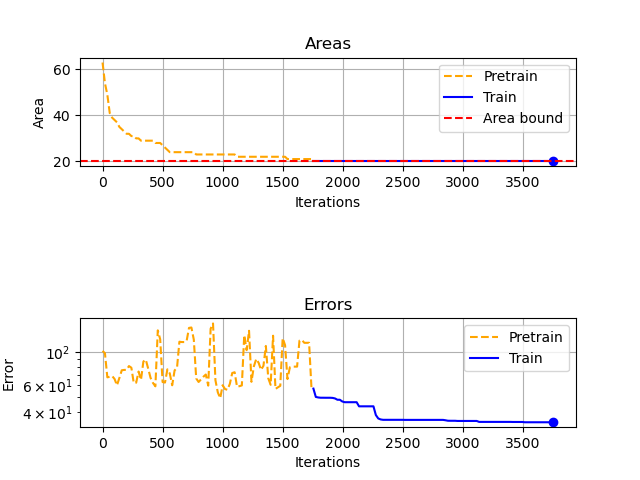 Areas
Area
60
40
20
Pretrain
Train
Area bound
0 500 1000 1500 2000 2500 3000 3500
Iterations
Errors
Error
10²
6 × 10¹
4 × 10¹
Pretrain
Train
0 500 1000 1500 2000 2500 3000 3500
Iterations